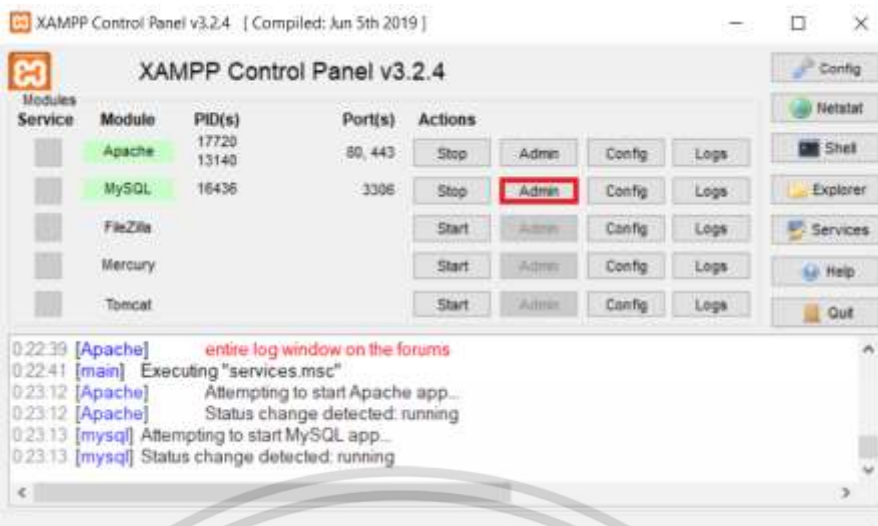 XAMPP Control Panel v3.2.4 [ Compiled: Jun 5th 2019 ]
XAMPP Control Panel v3.2.4
Config
Modules
Service Module PID(s) Port(s) Actions
Netstat
Apache 17720 13140 80, 443 Stop Admin Config Logs
Shell
MySQL 16436 3306 Stop Admin Config Logs
Explorer
FileZilla Start Admin Config Logs
Services
Mercury Start Admin Config Logs
Help
Tomcat Start Admin Config Logs
Quit
0:22:39 [Apache] entire log window on the forums
0:22:41 [main] Executing "services.msc"
0:23:12 [Apache] Attempting to start Apache app...
0:23:12 [Apache] Status change detected: running
0:23:13 [mysql] Attempting to start MySQL app...
0:23:13 [mysql] Status change detected: running